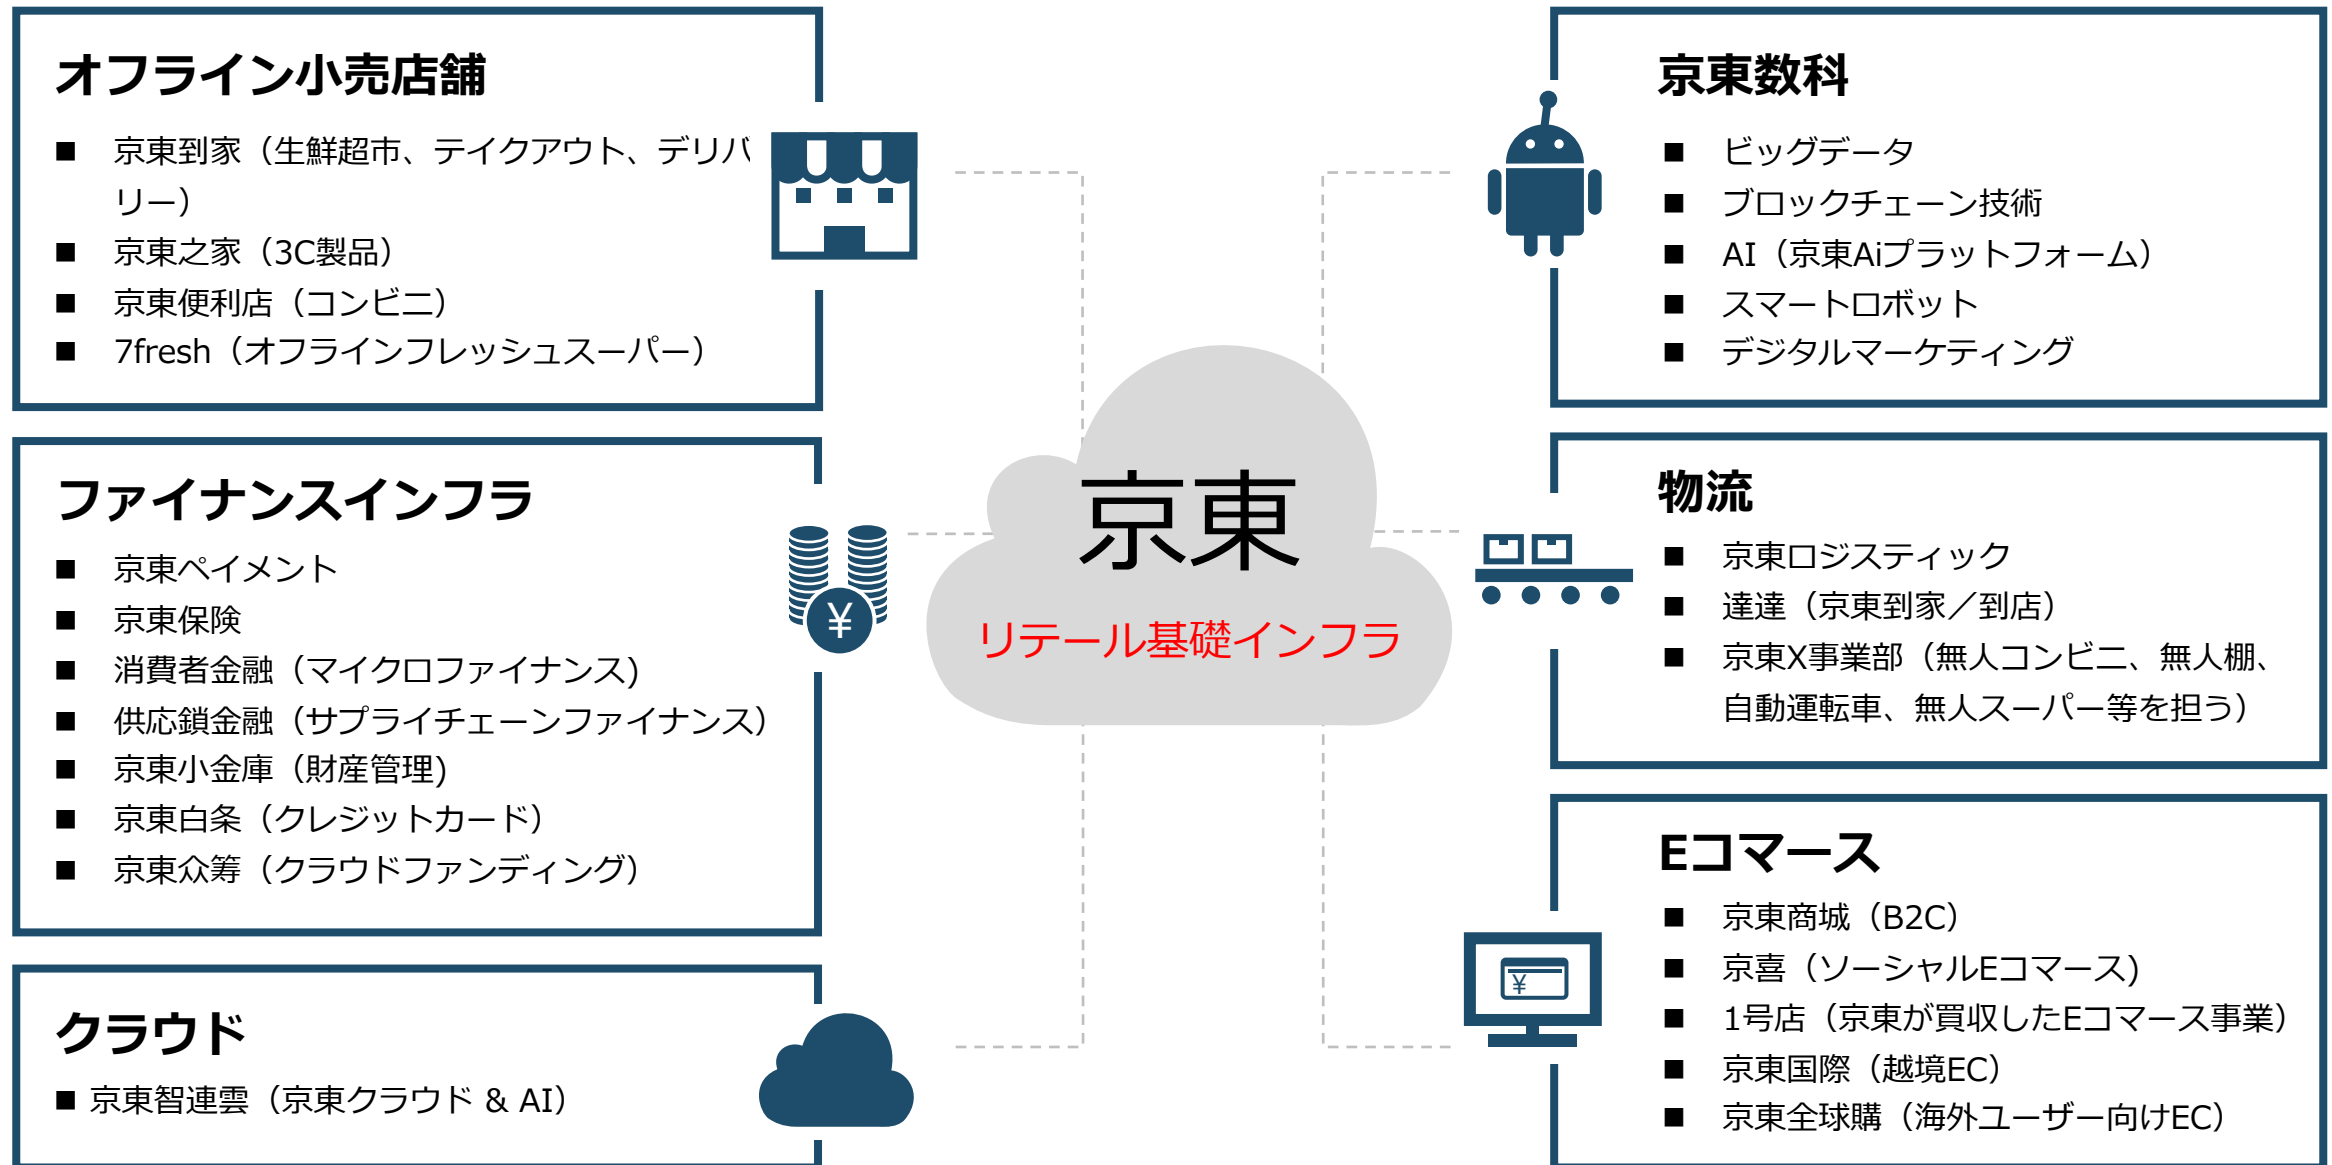 オフライン小売店舗
■ 京東到家（生鮮超市、テイクアウト、デリバ
リー）
■ 京東之家（3C製品）
■ 京東便利店（コンビニ）
■ 7fresh（オフラインフレッシュスーパー）
ファイナンスインフラ
■ 京東ペイメント
■ 京東保険
■ 消費者金融（マイクロファイナンス)
■ 供応鎖金融（サプライチェーンファイナンス）
■ 京東小金庫（財産管理)
■ 京東白条（クレジットカード）
■ 京東众筹（クラウドファンディング）
¥
クラウド
■ 京東智連雲（京東クラウド & AI）
京東
リテール基礎インフラ
京東数科
■ ビッグデータ
■ ブロックチェーン技術
■ AI（京東Aiプラットフォーム）
■ スマートロボット
■ デジタルマーケティング
物流
■ 京東ロジスティック
■ 達達（京東到家／到店）
■ 京東X事業部（無人コンビニ、無人棚、
自動運転車、無人スーパー等を担う）
Eコマース
■ 京東商城（B2C）
■ 京喜（ソーシャルEコマース)
■ 1号店（京東が買収したEコマース事業）
■ 京東国際（越境EC）
■ 京東全球購（海外ユーザー向けEC）
¥